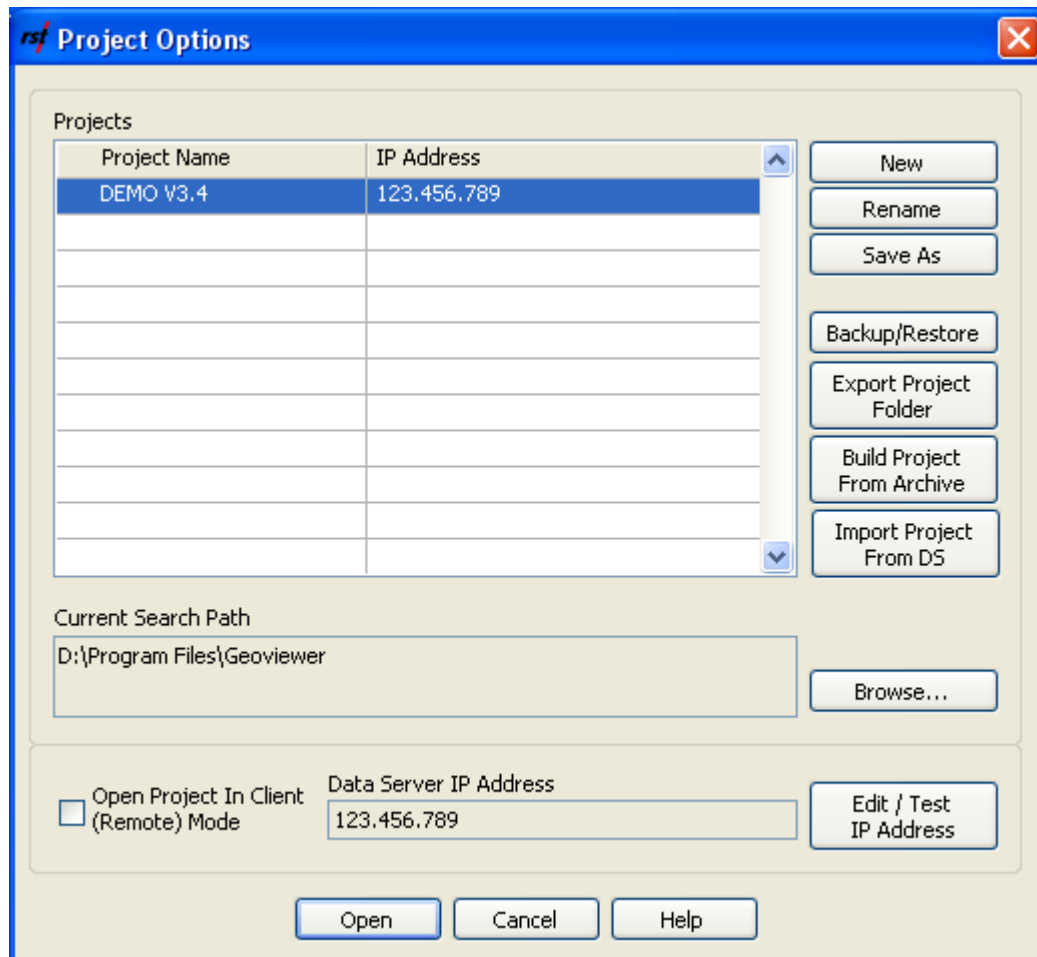 rst Project Options
Projects
Project Name IP Address
DEMO V3.4 123.456.789
New
Rename
Save As
Backup/Restore
Export Project
Folder
Build Project
From Archive
Import Project
From DS
Current Search Path
D:\Program Files\Geoviewer
Browse...
Open Project In Client
(Remote) Mode
Data Server IP Address
123.456.789
Edit / Test
IP Address
Open Cancel Help